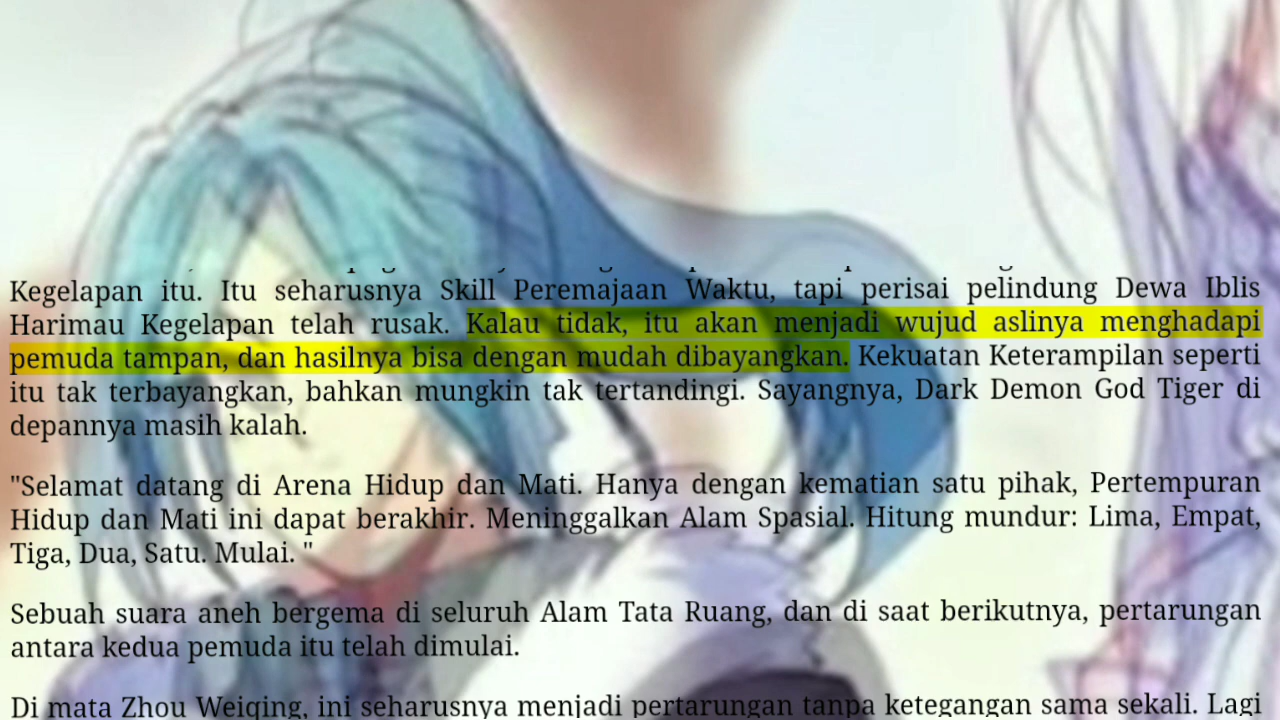 Kegelapan itu. Itu seharusnya Skill Peremajaan Waktu, tapi perisai pelindung Dewa Iblis
Harimau Kegelapan telah rusak. Kalau tidak, itu akan menjadi wujud aslinya menghadapi
pemuda tampan, dan hasilnya bisa dengan mudah dibayangkan. Kekuatan Keterampilan seperti
itu tak terbayangkan, bahkan mungkin tak tertandingi. Sayangnya, Dark Demon God Tiger di
depannya masih kalah.
"Selamat datang di Arena Hidup dan Mati. Hanya dengan kematian satu pihak, Pertempuran
Hidup dan Mati ini dapat berakhir. Meninggalkan Alam Spasial. Hitung mundur: Lima, Empat,
Tiga, Dua, Satu. Mulai. "
Sebuah suara aneh bergema di seluruh Alam Tata Ruang, dan di saat berikutnya, pertarungan
antara kedua pemuda itu telah dimulai.
Di mata Zhou Weiqing, ini seharusnya menjadi pertarungan tanpa ketegangan sama sekali. Lagi